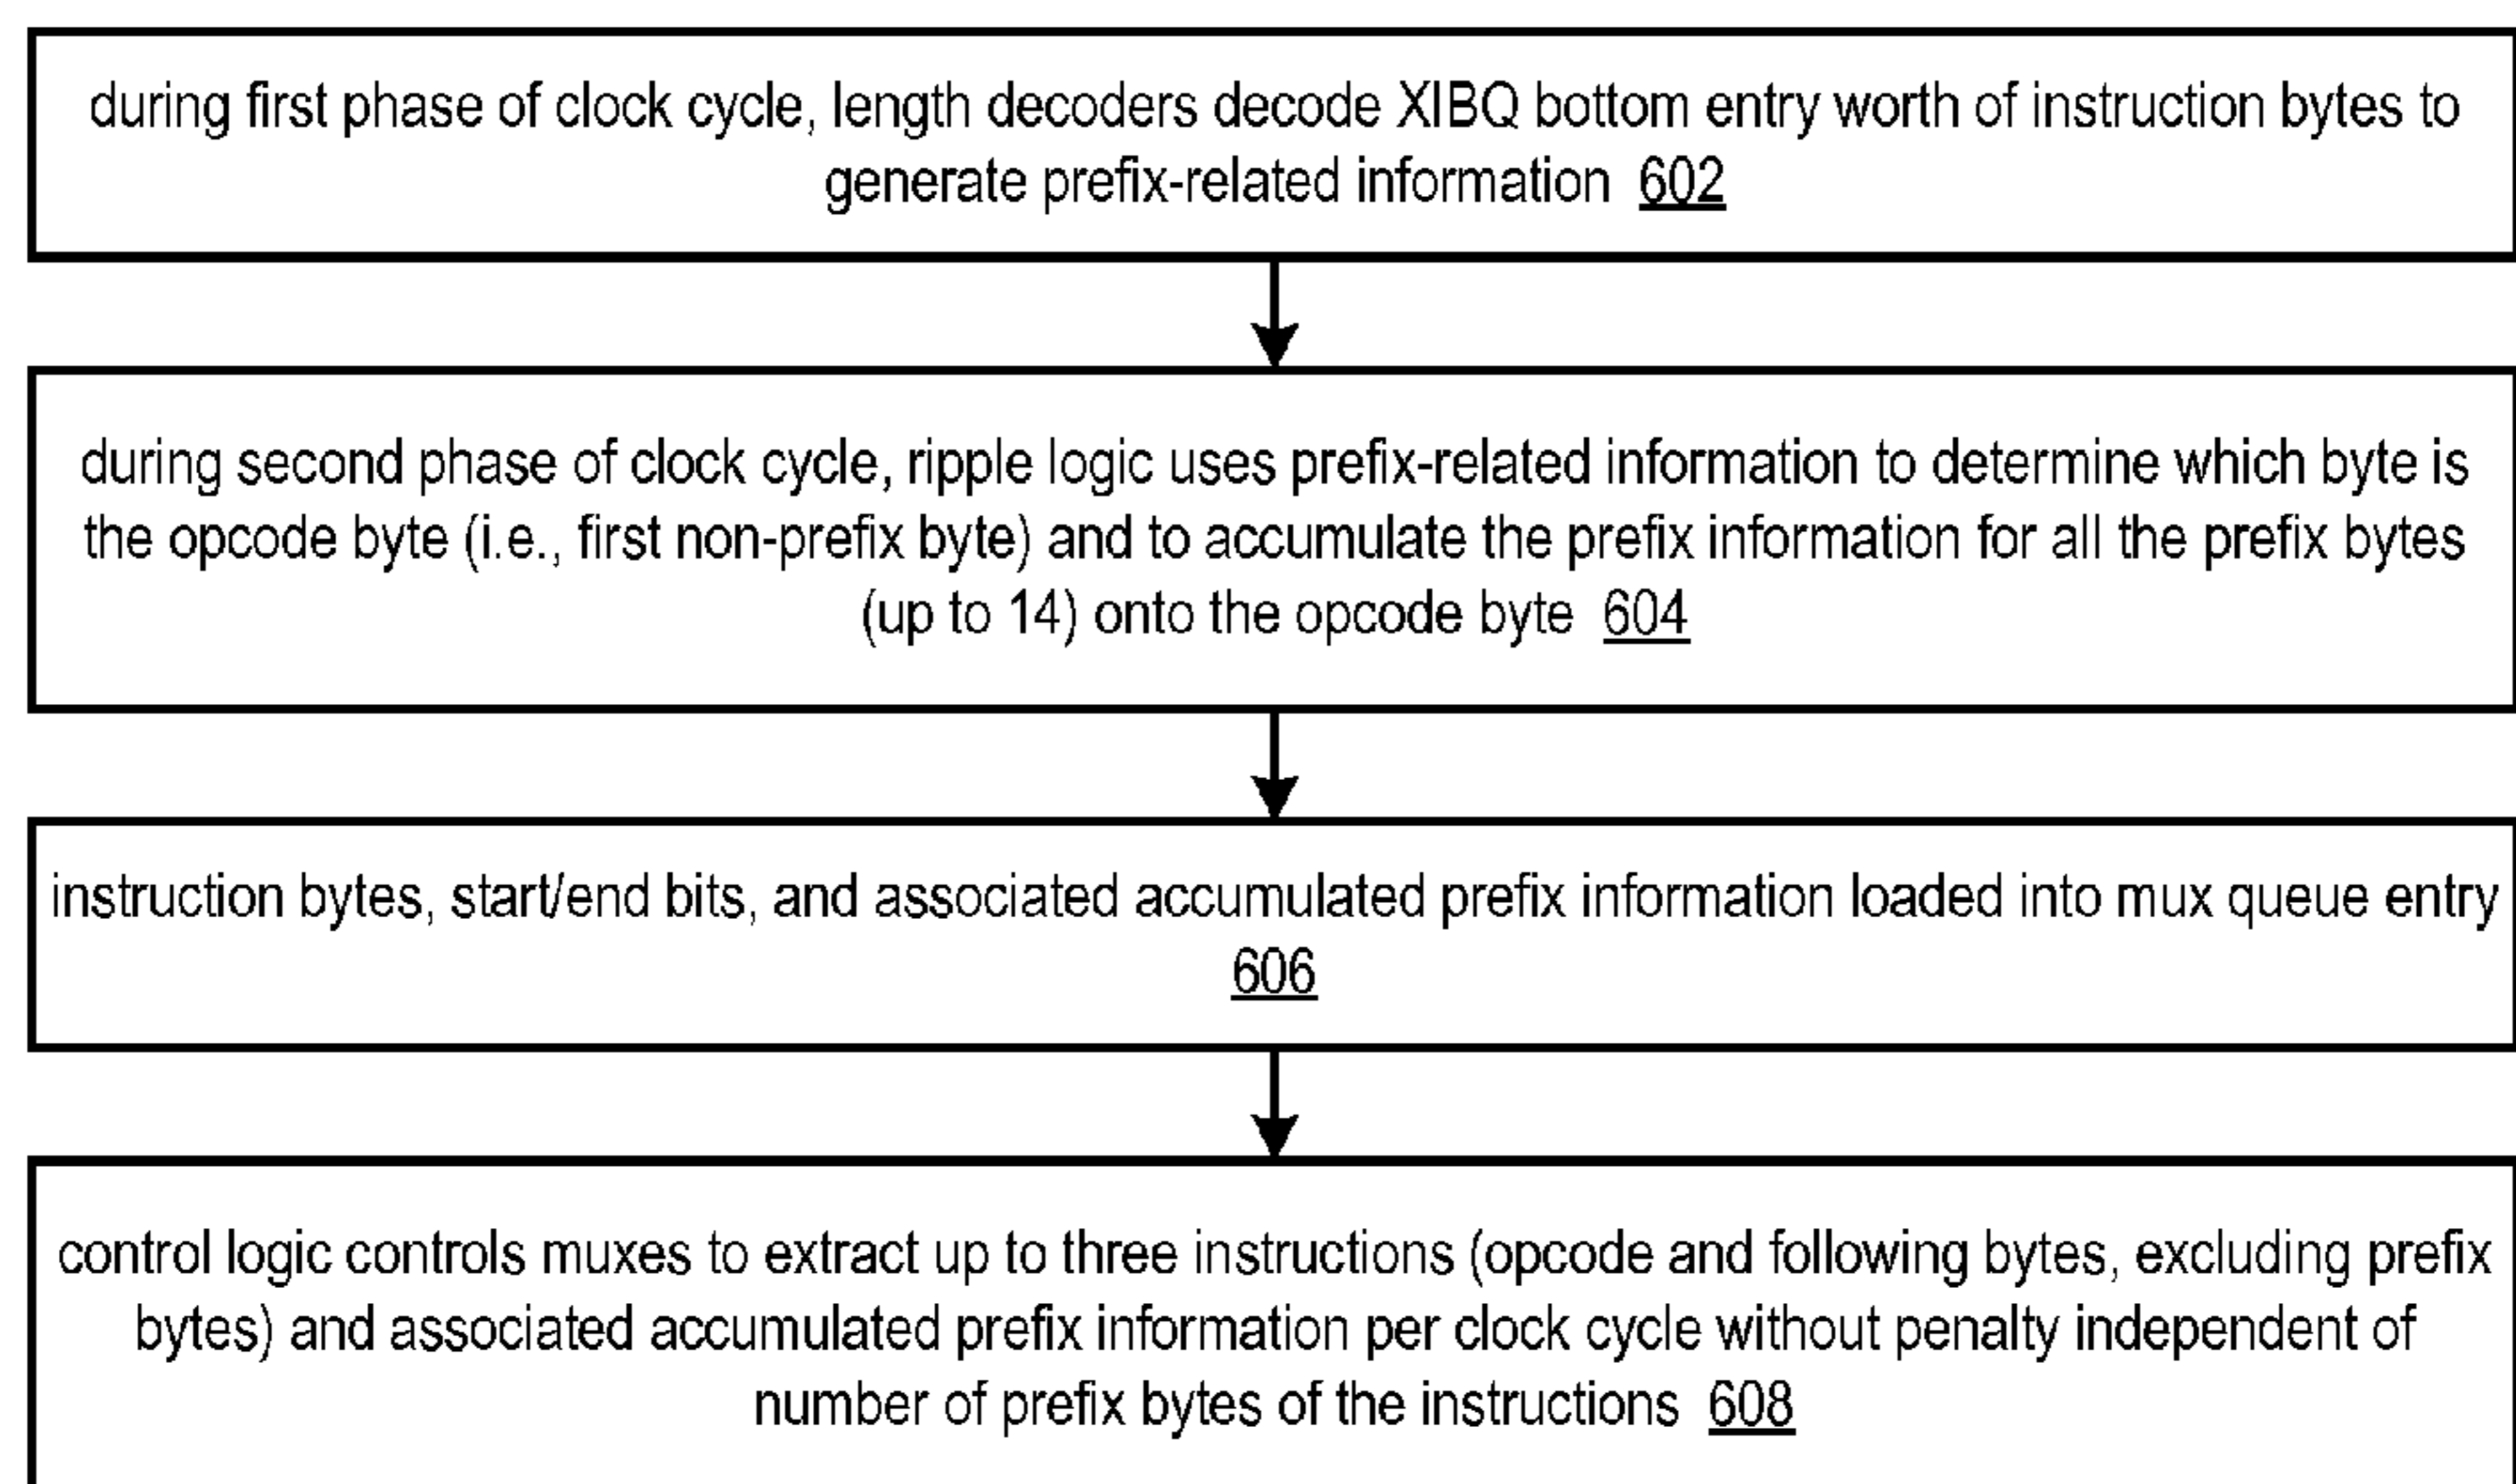 during first phase of clock cycle, length decoders decode XIBQ bottom entry worth of instruction bytes to
generate prefix-related information 602
during second phase of clock cycle, ripple logic uses prefix-related information to determine which byte is
the opcode byte (i.e., first non-prefix byte) and to accumulate the prefix information for all the prefix bytes
(up to 14) onto the opcode byte 604
instruction bytes, start/end bits, and associated accumulated prefix information loaded into mux queue entry
606
control logic controls muxes to extract up to three instructions (opcode and following bytes, excluding prefix
bytes) and associated accumulated prefix information per clock cycle without penalty independent of
number of prefix bytes of the instructions 608